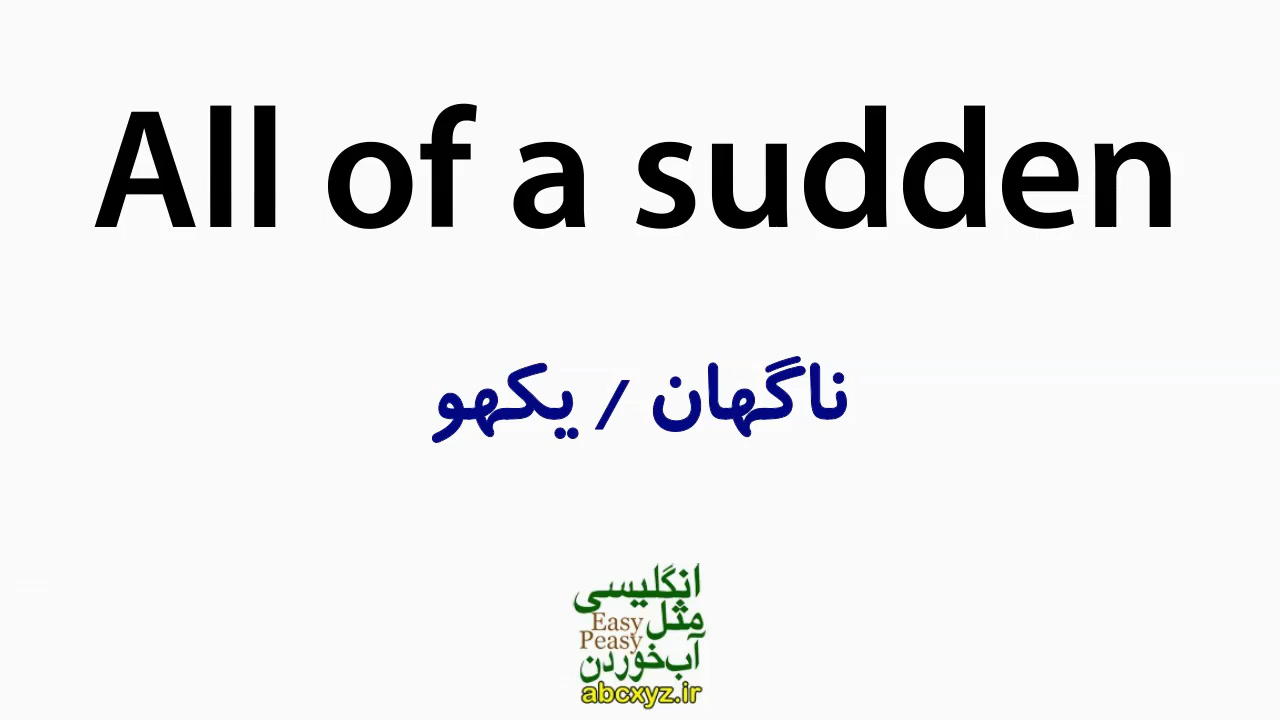 All of a sudden
ناگهان / یکهو
انگلیسی
مثل
Easy
Peasy
آب‌خوردن
abcxyz.ir